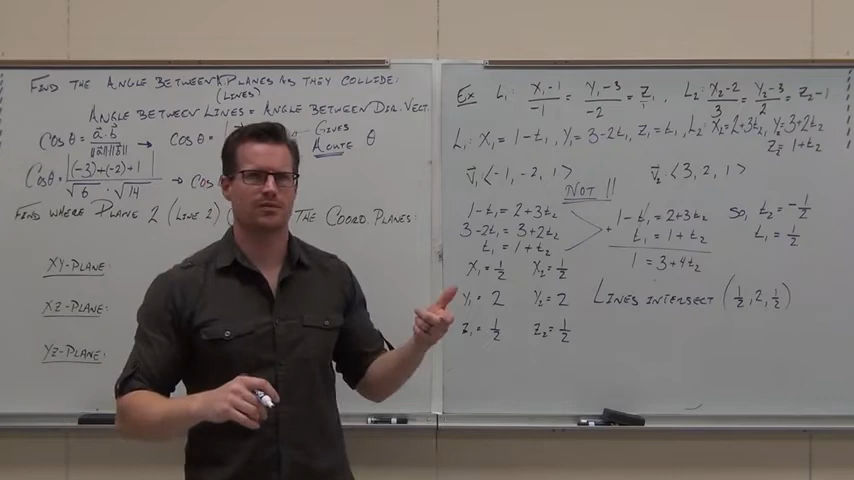 Find the Angle Between Planes as they collide:
(Lines)
Angle Between Lines = Angle Between Dir. Vect.
Cos θ = a⃗·b⃗ / ‖a⃗‖‖b⃗‖ → Cos θ = Gives Acute θ
Cos θ = |(-3)+(-2)+1| / √6 · √14 → Cos
Find where Plane 2 (Line 2) the Coord Planes:
XY-Plane:
XZ-Plane:
YZ-Plane:
Ex L₁: X₁-1/-1 = Y₁-3/-2 = Z₁/1, L₂: X₂-2/3 = Y₂-3/2 = Z₂-1
L₁: X₁ = 1-t₁, Y₁ = 3-2t₁, Z₁ = t₁, L₂ X₂=2+3t₂, Y₂=3+2t₂
Z₂ = 1+t₂
V⃗₁<-1, -2, 1> V⃗₂<3, 2, 1>
Not ||
1-t₁ = 2+3t₂
3-2t₁ = 3+2t₂
t₁ = 1+t₂
1-t₁ = 2+3t₂
+ t₁ = 1+t₂
1 = 3+4t₂
So, t₂ = -1/2
t₁ = 1/2
X₁ = 1/2 X₂ = 1/2
Y₁ = 2 Y₂ = 2
Z₁ = 1/2 Z₂ = 1/2
Lines intersect (1/2, 2, 1/2)